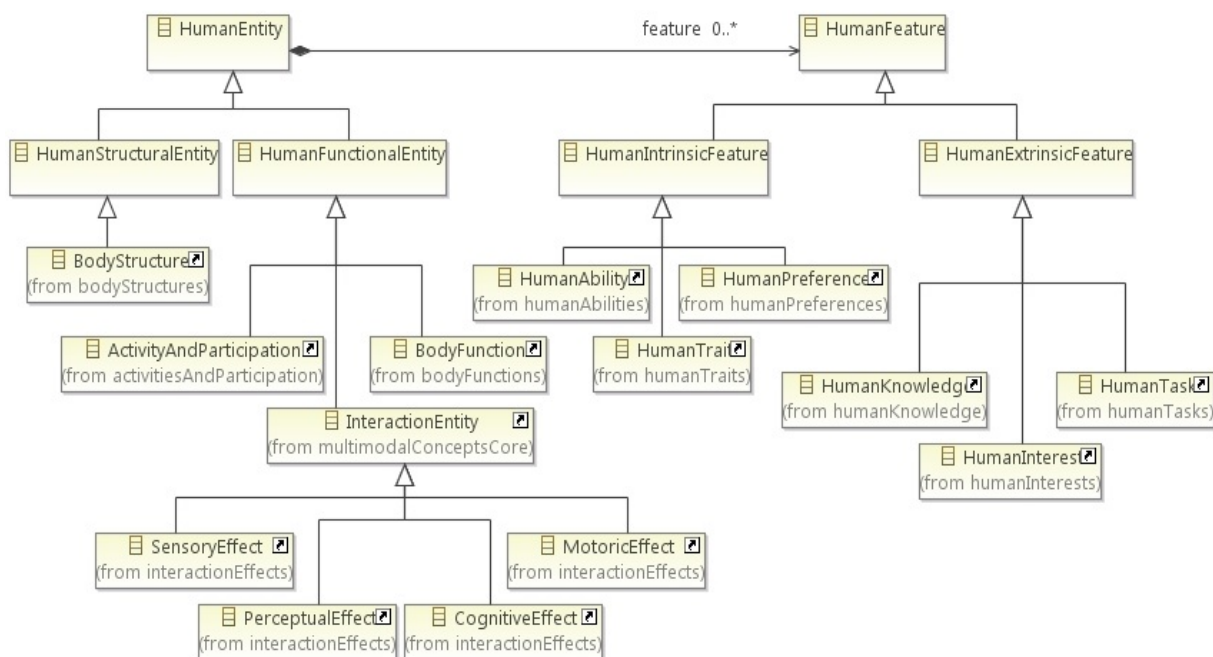 HumanEntity
feature 0..*
HumanFeature
HumanStructuralEntity
HumanFunctionalEntity
HumanIntrinsicFeature
HumanExtrinsicFeature
BodyStructure
(from bodyStructures)
HumanAbility
(from humanAbilities)
HumanPreference
(from humanPreferences)
ActivityAndParticipation
(from activitiesAndParticipation)
BodyFunction
(from bodyFunctions)
HumanTrait
(from humanTraits)
HumanKnowledge
(from humanKnowledge)
HumanTask
(from humanTasks)
InteractionEntity
(from multimodalConceptsCore)
HumanInterest
(from humanInterests)
SensoryEffect
(from interactionEffects)
MotoricEffect
(from interactionEffects)
PerceptualEffect
(from interactionEffects)
CognitiveEffect
(from interactionEffects)